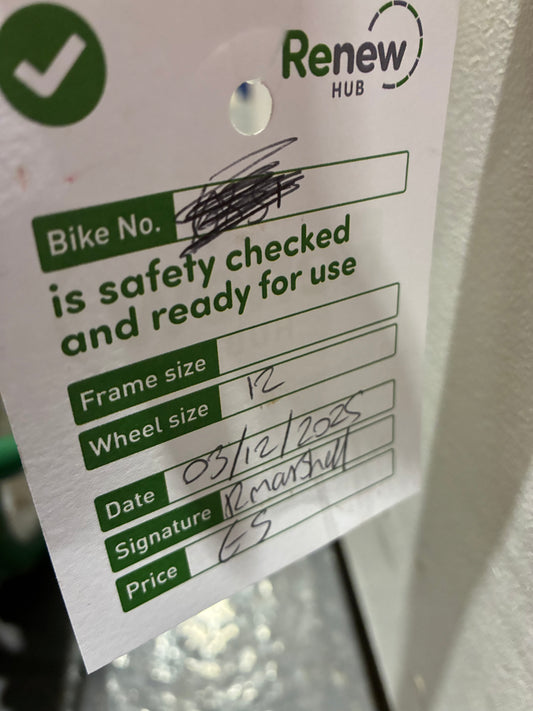 Renew
HUB
Bike No.
is safety checked
and ready for use
Frame size
Wheel size 12
Date 03/12/2025
Signature R marshall
Price £5